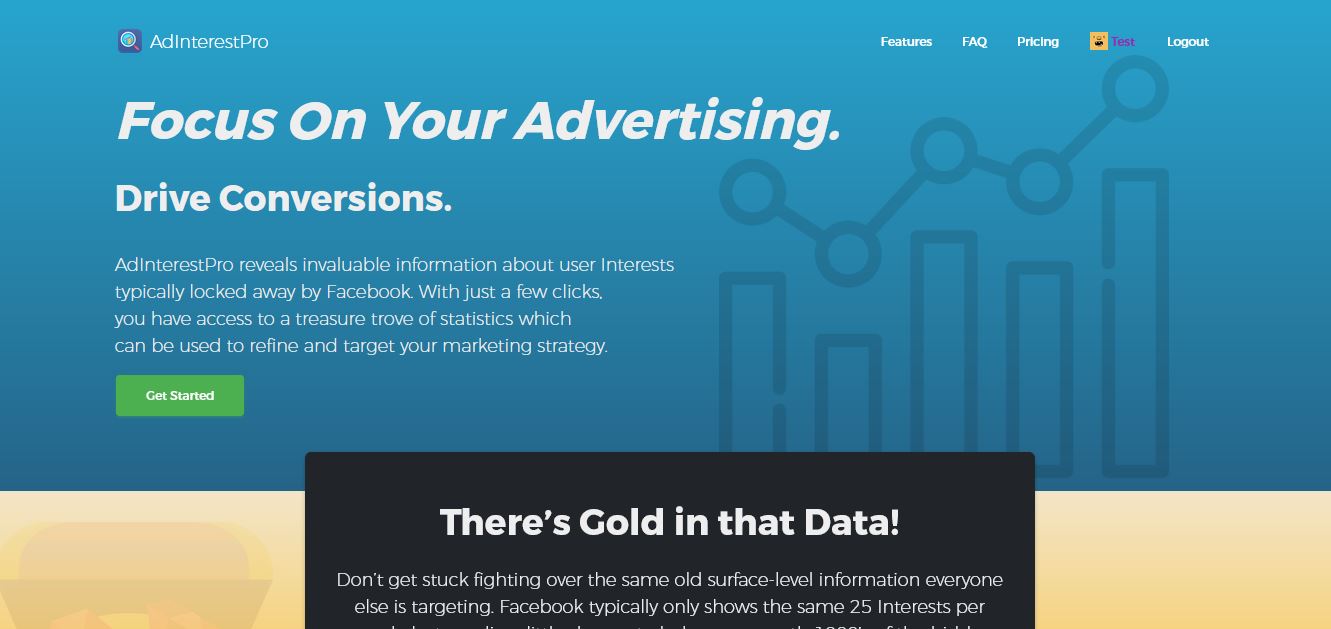 AdInterestPro
Features FAQ Pricing Test Logout
Focus On Your Advertising.
Drive Conversions.
AdInterestPro reveals invaluable information about user Interests
typically locked away by Facebook. With just a few clicks,
you have access to a treasure trove of statistics which
can be used to refine and target your marketing strategy.
Get Started
There's Gold in that Data!
Don't get stuck fighting over the same old surface-level information everyone
else is targeting. Facebook typically only shows the same 25 Interests per